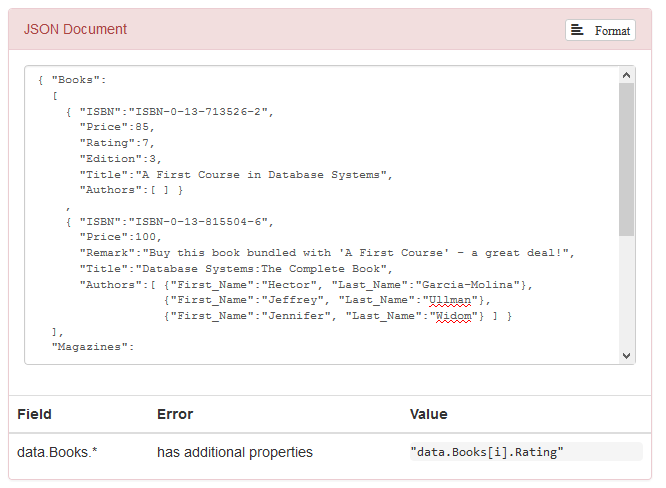 JSON Document
Format
{ "Books":
[
{ "ISBN":"ISBN-0-13-713526-2",
"Price":85,
"Rating":7,
"Edition":3,
"Title":"A First Course in Database Systems",
"Authors":[ ] }
,
{ "ISBN":"ISBN-0-13-815504-6",
"Price":100,
"Remark":"Buy this book bundled with 'A First Course' - a great deal!",
"Title":"Database Systems:The Complete Book",
"Authors":[ {"First_Name":"Hector", "Last_Name":"Garcia-Molina"},
{"First_Name":"Jeffrey", "Last_Name":"Ullman"},
{"First_Name":"Jennifer", "Last_Name":"Widom"} ] }
],
"Magazines":
Field Error Value
data.Books.* has additional properties "data.Books[i].Rating"